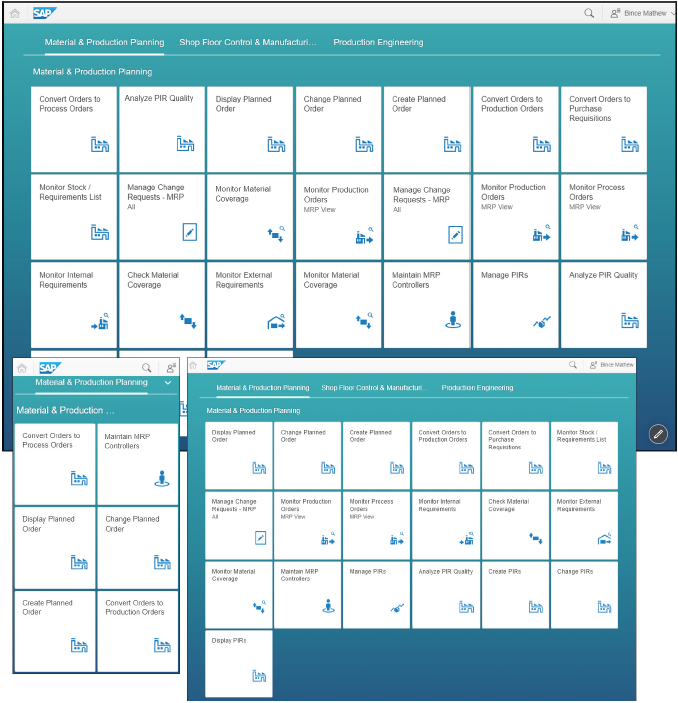 SAP
Bince Mathew
Material & Production Planning
Shop Floor Control & Manufacturi...
Production Engineering
Material & Production Planning
Convert Orders to
Process Orders
Analyze PIR Quality
Display Planned
Order
Change Planned
Order
Create Planned
Order
Convert Orders to
Production Orders
Convert Orders to
Purchase
Requisitions
Monitor Stock /
Requirements List
Manage Change
Requests - MRP
All
Monitor Material
Coverage
Monitor Production
Orders
MRP View
Manage Change
Requests - MRP
All
Monitor Production
Orders
MRP View
Monitor Process
Orders
MRP View
Monitor Internal
Requirements
Check Material
Coverage
Monitor External
Requirements
Monitor Material
Coverage
Maintain MRP
Controllers
Manage PIRs
Analyze PIR Quality
SAP
Material & Production Planning
Material & Production ...
Convert Orders to
Process Orders
Maintain MRP
Controllers
Display Planned
Order
Change Planned
Order
Create Planned
Order
Convert Orders to
Production Orders
SAP
Bince Mathew
Material & Production Planning
Shop Floor Control & Manufacturi...
Production Engineering
Material & Production Planning
Display Planned
Order
Change Planned
Order
Create Planned
Order
Convert Orders to
Production Orders
Convert Orders to
Purchase
Requisitions
Monitor Stock /
Requirements List
Manage Change
Requests - MRP
All
Monitor Production
Orders
MRP View
Monitor Process
Orders
MRP View
Monitor Internal
Requirements
Check Material
Coverage
Monitor External
Requirements
Monitor Material
Coverage
Maintain MRP
Controllers
Manage PIRs
Analyze PIR Quality
Create PIRs
Change PIRs
Display PIRs